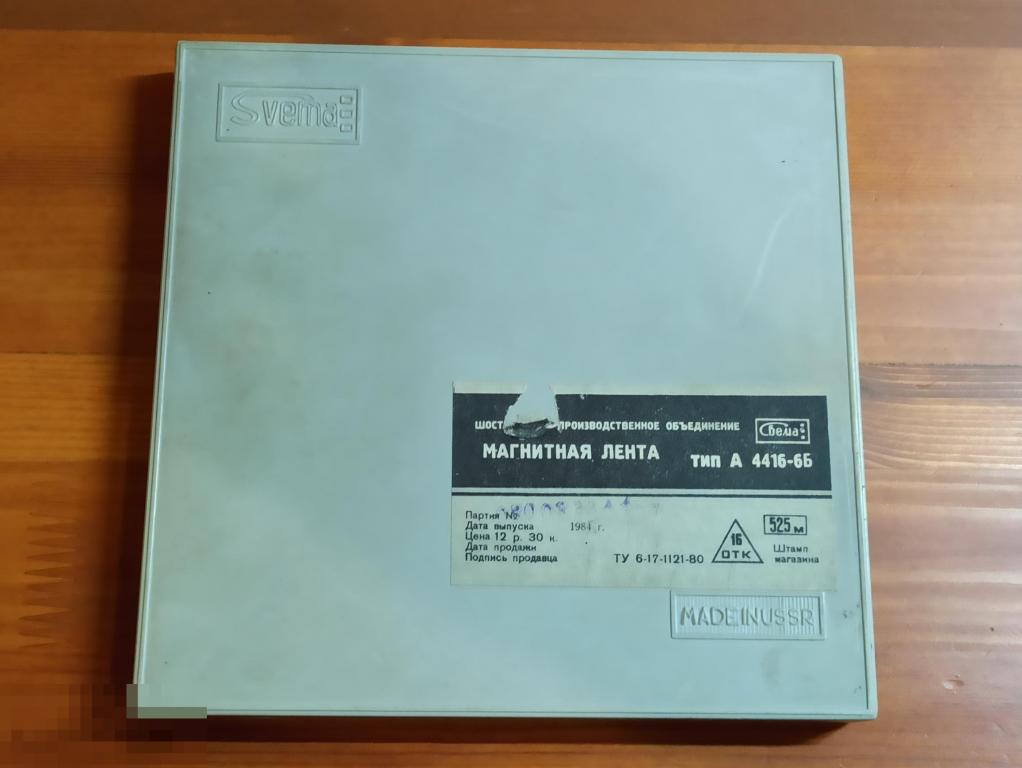 Svema
ШОСТ ПРОИЗВОДСТВЕННОЕ ОБЪЕДИНЕНИЕ
Свема
МАГНИТНАЯ ЛЕНТА тип А 4416-6Б
Партия №
Дата выпуска 1984 г.
Цена 12 р. 30 к.
Дата продажи
Подпись продавца
ТУ 6-17-1121-80
16
ОТК
525 м
Штамп
магазина
MADE IN USSR